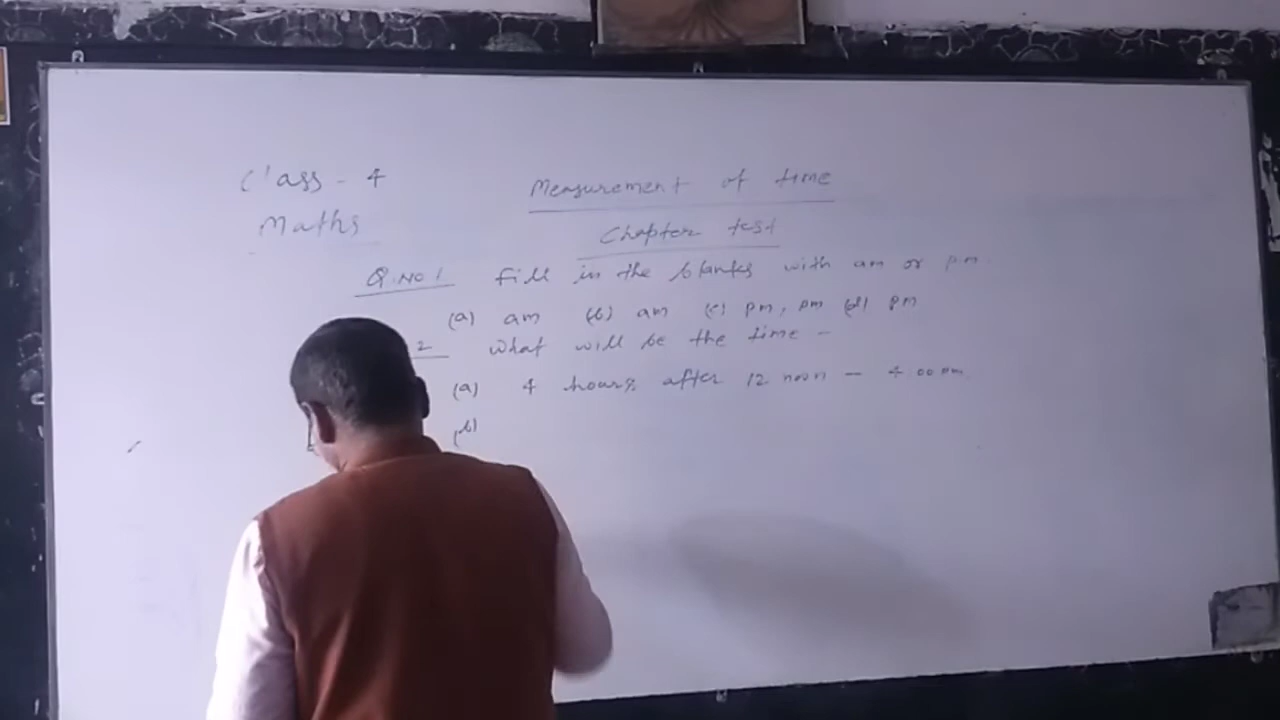 Class - 4
Measurement of time
Maths
Chapter test
Q.No 1 Fill in the blanks with am or pm.
(a) am (b) am (c) pm, pm (d) pm
2 What will be the time -
(a) 4 hours after 12 noon - 4 00 pm
(b)